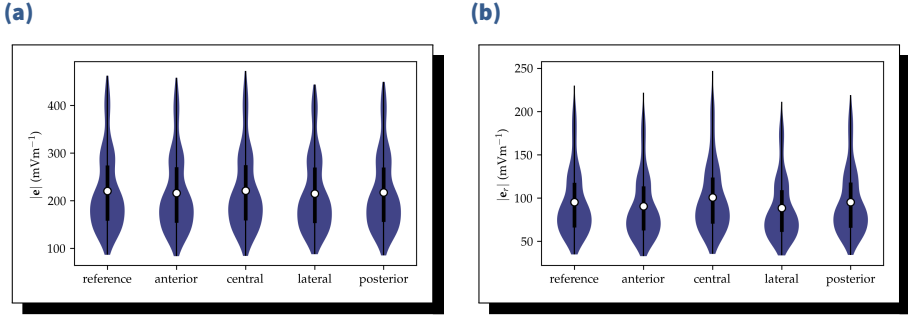 (a)
|e| (mVm⁻¹)
400
300
200
100
reference anterior central lateral posterior
(b)
|eᵣ| (mVm⁻¹)
250
200
150
100
50
reference anterior central lateral posterior